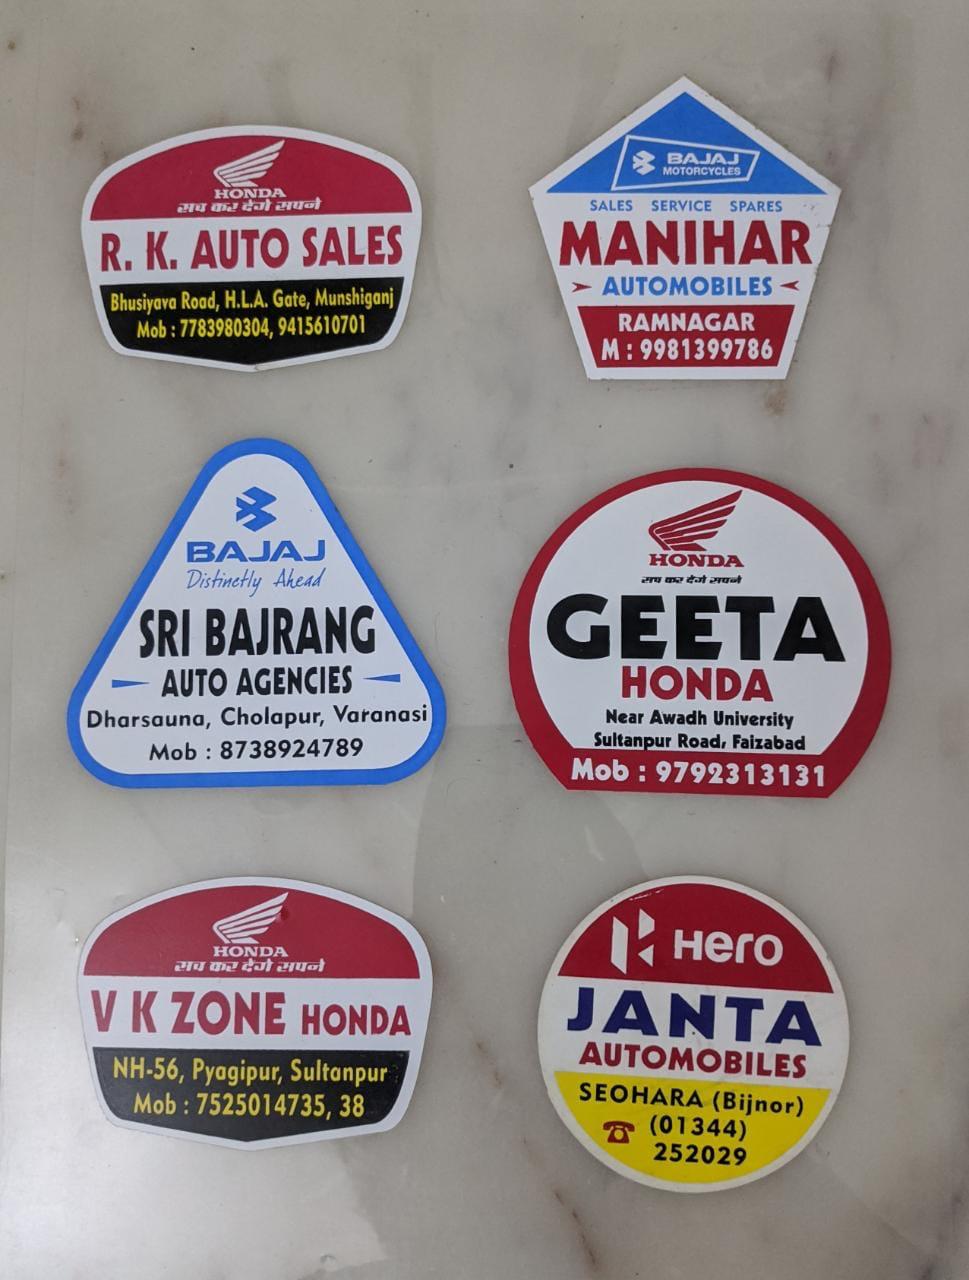 HONDA
सच कर देंगे सपने
R. K. AUTO SALES
Bhusiyava Road, H.L.A. Gate, Munshiganj
Mob : 7783980304, 9415610701
BAJAJ
MOTORCYCLES
SALES SERVICE SPARES
MANIHAR
AUTOMOBILES
RAMNAGAR
M : 9981399786
BAJAJ
Distinctly Ahead
SRI BAJRANG
AUTO AGENCIES
Dharsauna, Cholapur, Varanasi
Mob : 8738924789
HONDA
सच कर देंगे सपने
GEETA
HONDA
Near Awadh University
Sultanpur Road, Faizabad
Mob : 9792313131
HONDA
सच कर देंगे सपने
V K ZONE HONDA
NH-56, Pyagipur, Sultanpur
Mob : 7525014735, 38
Hero
JANTA
AUTOMOBILES
SEOHARA (Bijnor)
(01344)
252029